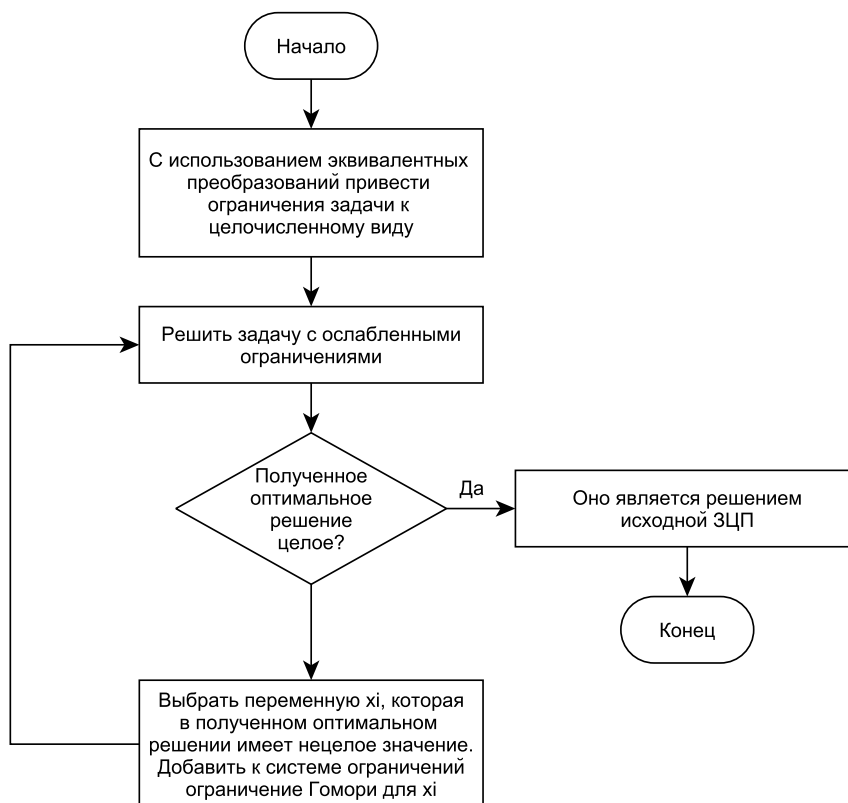 Начало
С использованием эквивалентных
преобразований привести
ограничения задачи к
целочисленному виду
Решить задачу с ослабленными
ограничениями
Полученное
оптимальное
решение
целое?
Да
Оно является решением
исходной ЗЦП
Конец
Выбрать переменную xi, которая
в полученном оптимальном
решении имеет нецелое значение.
Добавить к системе ограничений
ограничение Гомори для xi